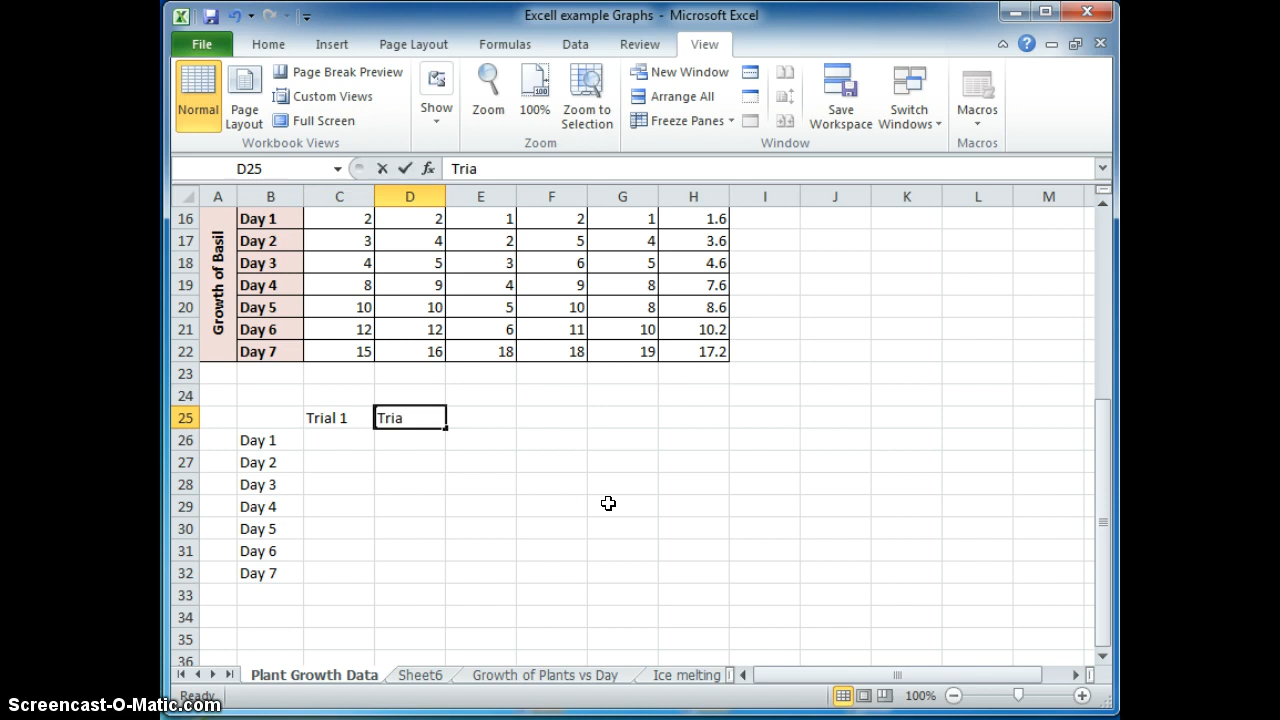 Excell example Graphs - Microsoft Excel
File Home Insert Page Layout Formulas Data Review View
Normal
Page Layout
Page Break Preview
Custom Views
Full Screen
Workbook Views
Show
Zoom
100%
Zoom to Selection
Zoom
New Window
Arrange All
Freeze Panes
Save Workspace
Switch Windows
Window
Macros
Macros
D25 fx Tria
A B C D E F G H I J K L M
Growth of Basil
16 Day 1 2 2 1 2 1 1.6
17 Day 2 3 4 2 5 4 3.6
18 Day 3 4 5 3 6 5 4.6
19 Day 4 8 9 4 9 8 7.6
20 Day 5 10 10 5 10 8 8.6
21 Day 6 12 12 6 11 10 10.2
22 Day 7 15 16 18 18 19 17.2
23
24
25 Trial 1 Tria
26 Day 1
27 Day 2
28 Day 3
29 Day 4
30 Day 5
31 Day 6
32 Day 7
33
34
35
36
Plant Growth Data Sheet6 Growth of Plants vs Day Ice melting
Ready 100%
Screencast-O-Matic.com